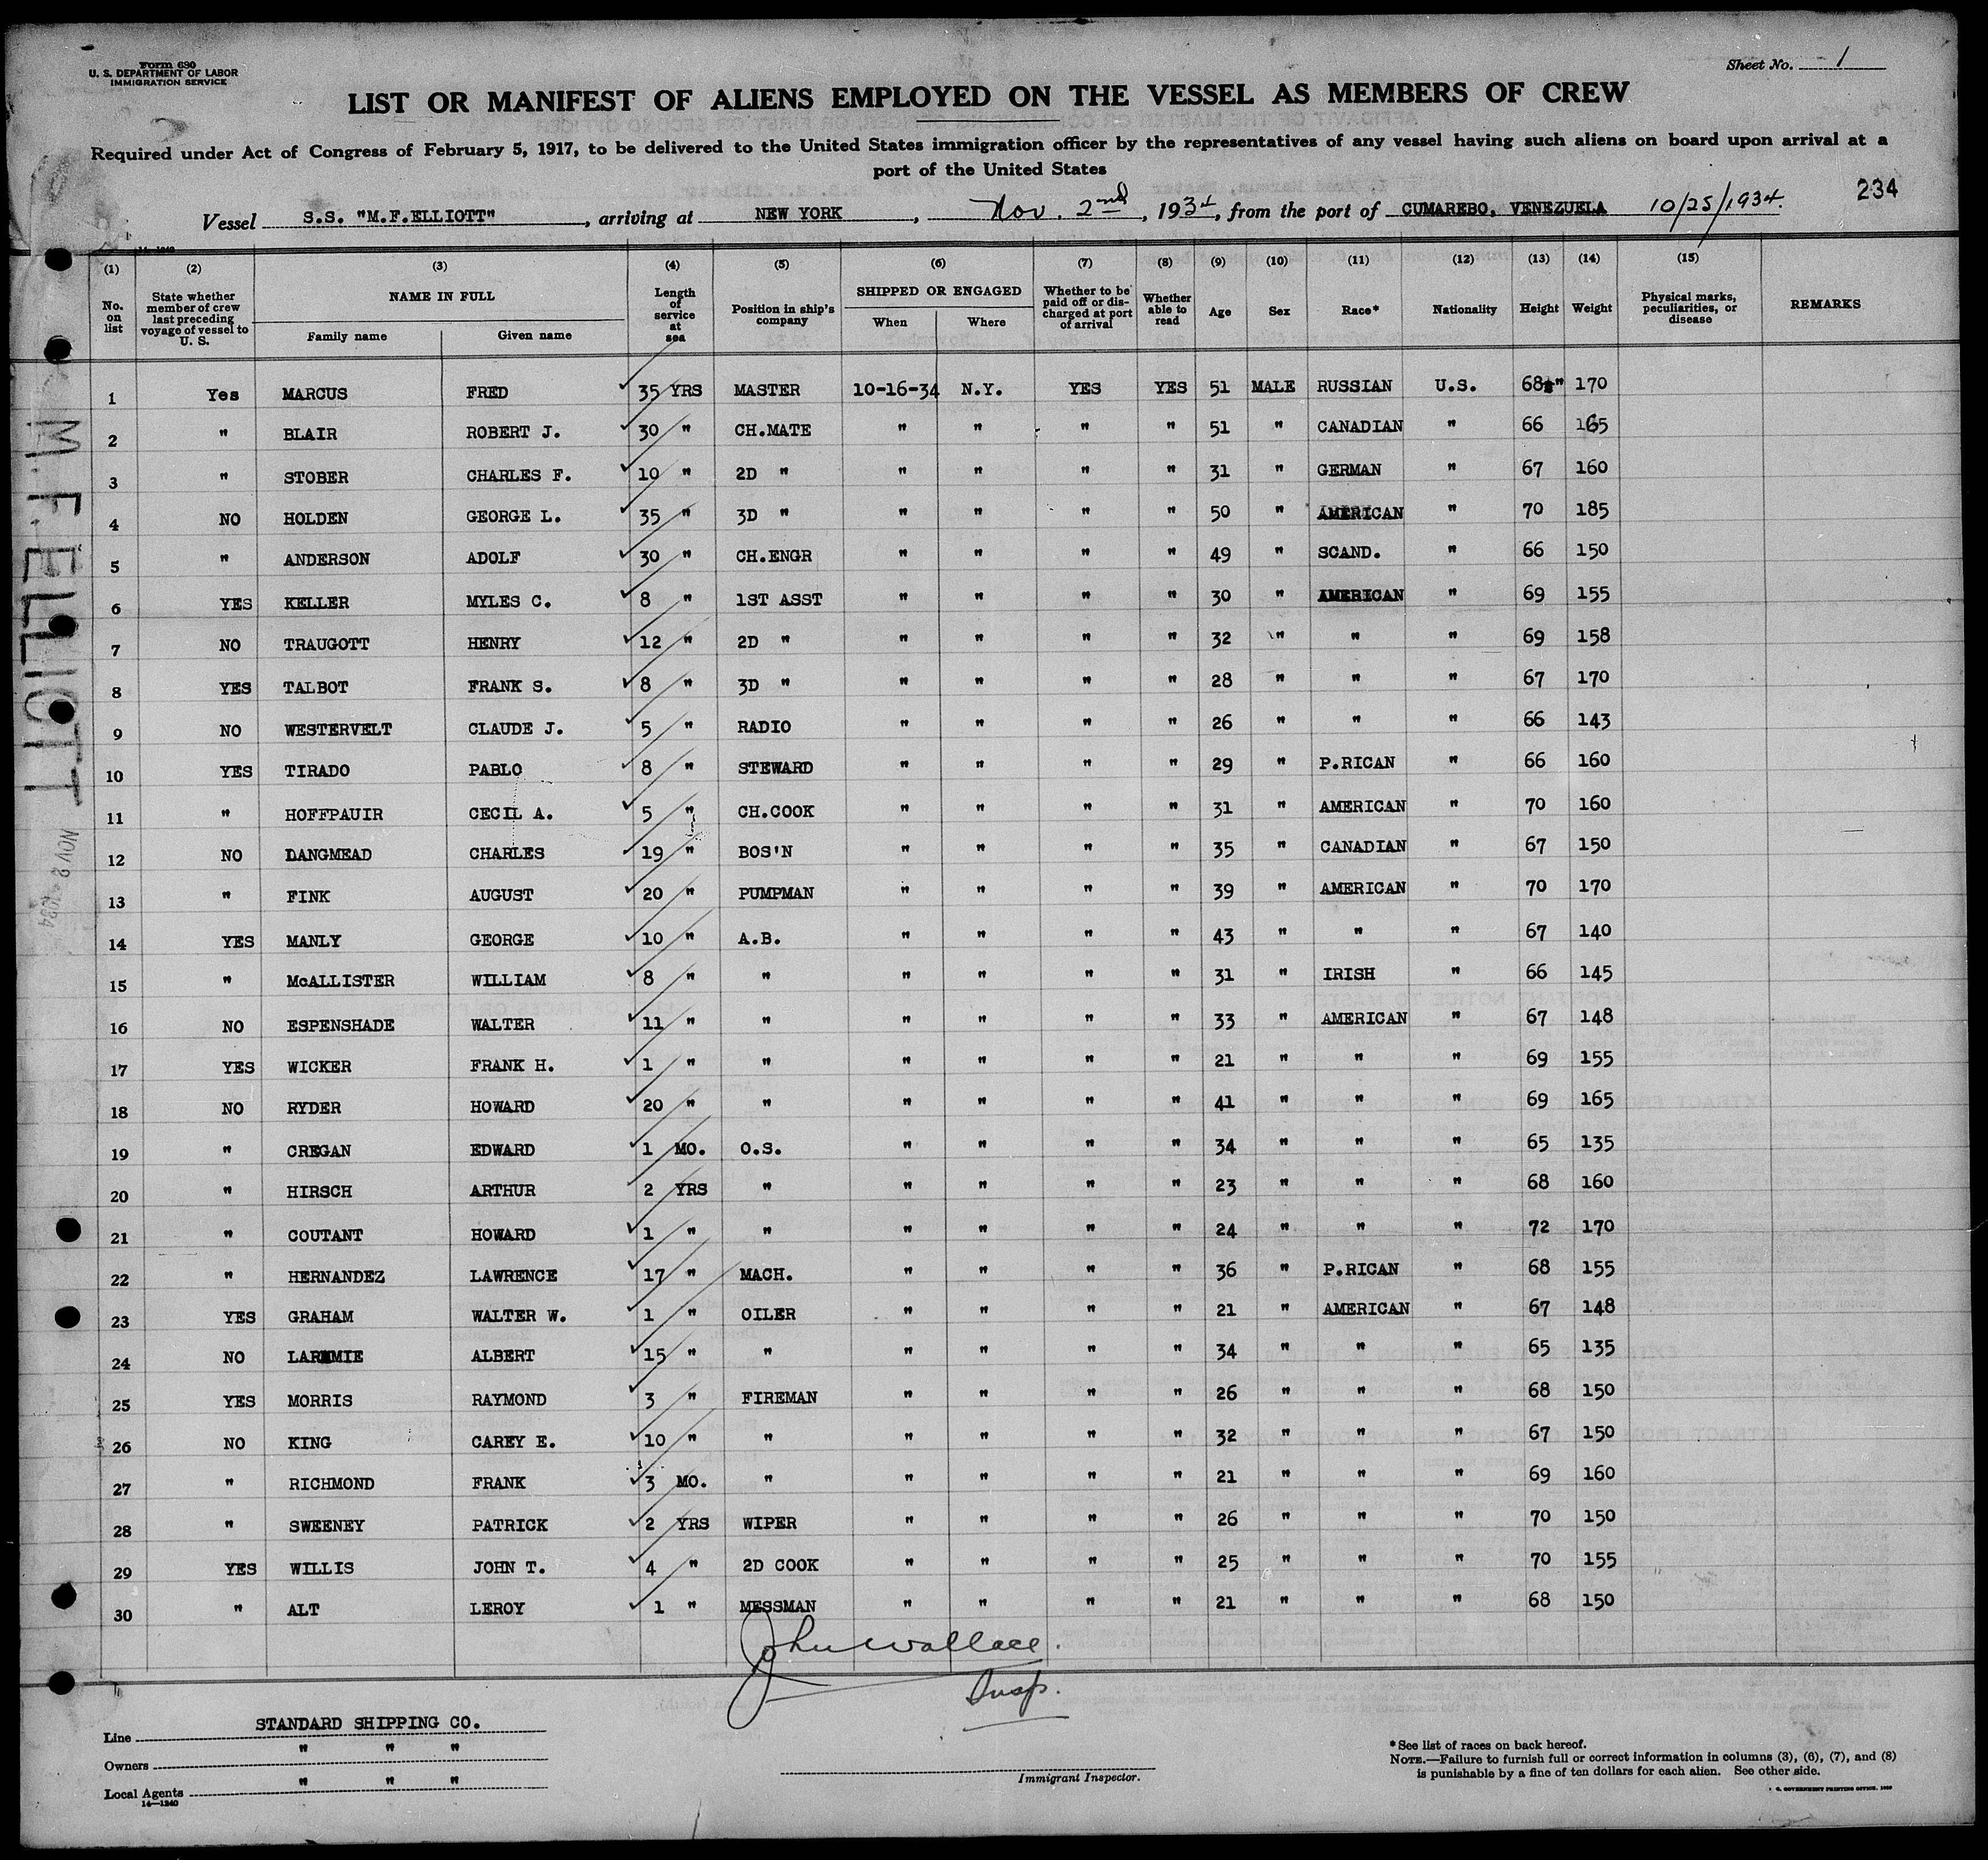 Form 680
U. S. DEPARTMENT OF LABOR
IMMIGRATION SERVICE
Sheet No. 1
LIST OR MANIFEST OF ALIENS EMPLOYED ON THE VESSEL AS MEMBERS OF CREW
Required under Act of Congress of February 5, 1917, to be delivered to the United States immigration officer by the representatives of any vessel having such aliens on board upon arrival at a
port of the United States
234
Vessel S.S. "M.F.ELLIOTT", arriving at NEW YORK, Nov. 2nd, 1934, from the port of CUMAREBO, VENEZUELA 10/25/1934.
14—1240
(1) (2) (3) (4) (5) (6) (7) (8) (9) (10) (11) (12) (13) (14) (15)
No. on list State whether member of crew last preceding voyage of vessel to U. S. NAME IN FULL Family name Given name Length of service at sea Position in ship's company SHIPPED OR ENGAGED When Where Whether to be paid off or discharged at port of arrival Whether able to read Age Sex Race* Nationality Height Weight Physical marks, peculiarities, or disease REMARKS
1 Yes MARCUS FRED 35 YRS MASTER 10-16-34 N.Y. YES YES 51 MALE RUSSIAN U.S. 68" 170
2 " BLAIR ROBERT J. 30 " CH.MATE " " " " 51 " CANADIAN " 66 165
3 " STOBER CHARLES F. 10 " 2D " " " " " 31 " GERMAN " 67 160
4 NO HOLDEN GEORGE L. 35 " 3D " " " " " 50 " AMERICAN " 70 185
5 " ANDERSON ADOLF 30 " CH.ENGR " " " " 49 " SCAND. " 66 150
6 YES KELLER MYLES C. 8 " 1ST ASST " " " " 30 " AMERICAN " 69 155
7 NO TRAUGOTT HENRY 12 " 2D " " " " " 32 " " " 69 158
8 YES TALBOT FRANK S. 8 " 3D " " " " " 28 " " " 67 170
9 NO WESTERVELT CLAUDE J. 5 " RADIO " " " " 26 " " " 66 143
10 YES TIRADO PABLO 8 " STEWARD " " " " 29 " P.RICAN " 66 160
11 " HOFFPAUIR CECIL A. 5 " CH.COOK " " " " 31 " AMERICAN " 70 160
12 NO DANGMEAD CHARLES 19 " BOS'N " " " " 35 " CANADIAN " 67 150
13 " FINK AUGUST 20 " PUMPMAN " " " " 39 " AMERICAN " 70 170
14 YES MANLY GEORGE 10 " A.B. " " " " 43 " " " 67 140
15 " McALLISTER WILLIAM 8 " " " " " " 31 " IRISH " 66 145
16 NO ESPENSHADE WALTER 11 " " " " " " 33 " AMERICAN " 67 148
17 YES WICKER FRANK H. 1 " " " " " " 21 " " " 69 155
18 NO RYDER HOWARD 20 " " " " " " 41 " " " 69 165
19 " CREGAN EDWARD 1 MO. O.S. " " " " 34 " " " 65 135
20 " HIRSCH ARTHUR 2 YRS " " " " " 23 " " " 68 160
21 " COUTANT HOWARD 1 " " " " " " 24 " " " 72 170
22 " HERNANDEZ LAWRENCE 17 " MACH. " " " " 36 " P.RICAN " 68 155
23 YES GRAHAM WALTER W. 1 " OILER " " " " 21 " AMERICAN " 67 148
24 NO LARAMIE ALBERT 15 " " " " " " 34 " " " 65 135
25 YES MORRIS RAYMOND 3 " FIREMAN " " " " 26 " " " 68 150
26 NO KING CAREY E. 10 " " " " " " 32 " " " 67 150
27 " RICHMOND FRANK 3 MO. " " " " " 21 " " " 69 160
28 " SWEENEY PATRICK 2 YRS WIPER " " " " 26 " " " 70 150
29 YES WILLIS JOHN T. 4 " 2D COOK " " " " 25 " " " 70 155
30 " ALT LEROY 1 " MESSMAN " " " " 21 " " " 68 150
M.F. ELLIOTT
NOV 2 - 1934
John Wallace.
Insp.
Immigrant Inspector.
Line STANDARD SHIPPING CO.
Owners " " "
Local Agents " " "
14—1240
*See list of races on back hereof.
NOTE.—Failure to furnish full or correct information in columns (3), (6), (7), and (8)
is punishable by a fine of ten dollars for each alien. See other side.